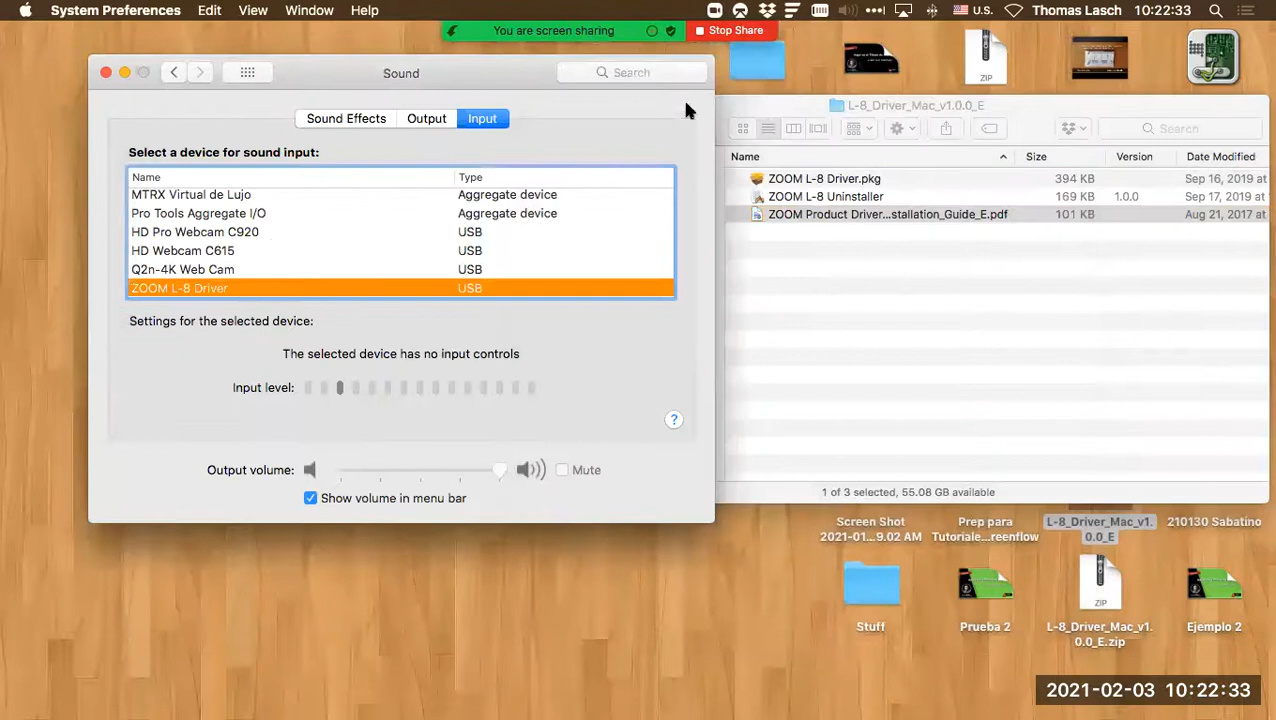 System Preferences Edit View Window Help U.S. Thomas Lasch 10:22:33
You are screen sharing Stop Share
Sound
Search
Sound Effects Output Input
Select a device for sound input:
Name Type
MTRX Virtual de Lujo Aggregate device
Pro Tools Aggregate I/O Aggregate device
HD Pro Webcam C920 USB
HD Webcam C615 USB
Q2n-4K Web Cam USB
ZOOM L-8 Driver USB
Settings for the selected device:
The selected device has no input controls
Input level:
?
Output volume: Mute
Show volume in menu bar
ZIP
L-8_Driver_Mac_v1.0.0_E
Search
Name Size Version Date Modified
ZOOM L-8 Driver.pkg 394 KB Sep 16, 2019 at
ZOOM L-8 Uninstaller 169 KB 1.0.0 Sep 17, 2019 at
ZOOM Product Driver...stallation_Guide_E.pdf 101 KB Aug 21, 2017 at
1 of 3 selected, 55.08 GB available
Screen Shot
2021-01...9.02 AM
Prep para
Tutoriale...reenflow
L-8_Driver_Mac_v1.
0.0_E
210130 Sabatino
ZIP
Stuff
Prueba 2
L-8_Driver_Mac_v1.
0.0_E.zip
Ejemplo 2
2021-02-03 10:22:33